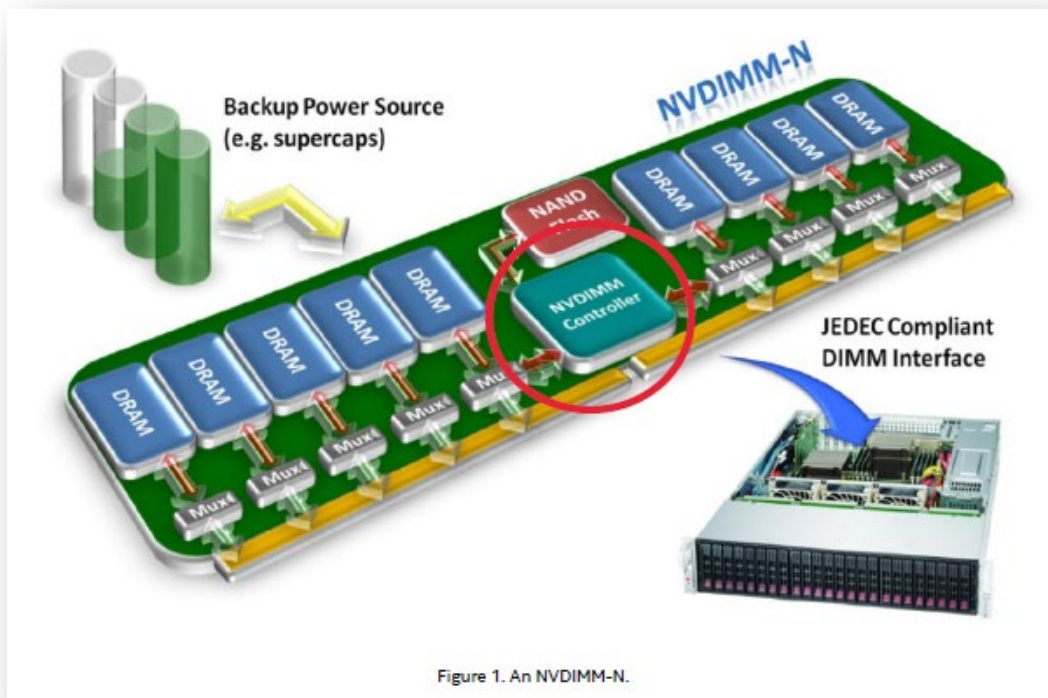 NVDIMM-N
Backup Power Source
(e.g. supercaps)
DRAM
DRAM
DRAM
DRAM
Mux
Mux
Mux
Mux
NAND
Flash
NVDIMM
Controller
DRAM
DRAM
DRAM
DRAM
DRAM
Mux
Mux
Mux
Mux
Mux
JEDEC Compliant
DIMM Interface
Figure 1. An NVDIMM-N.